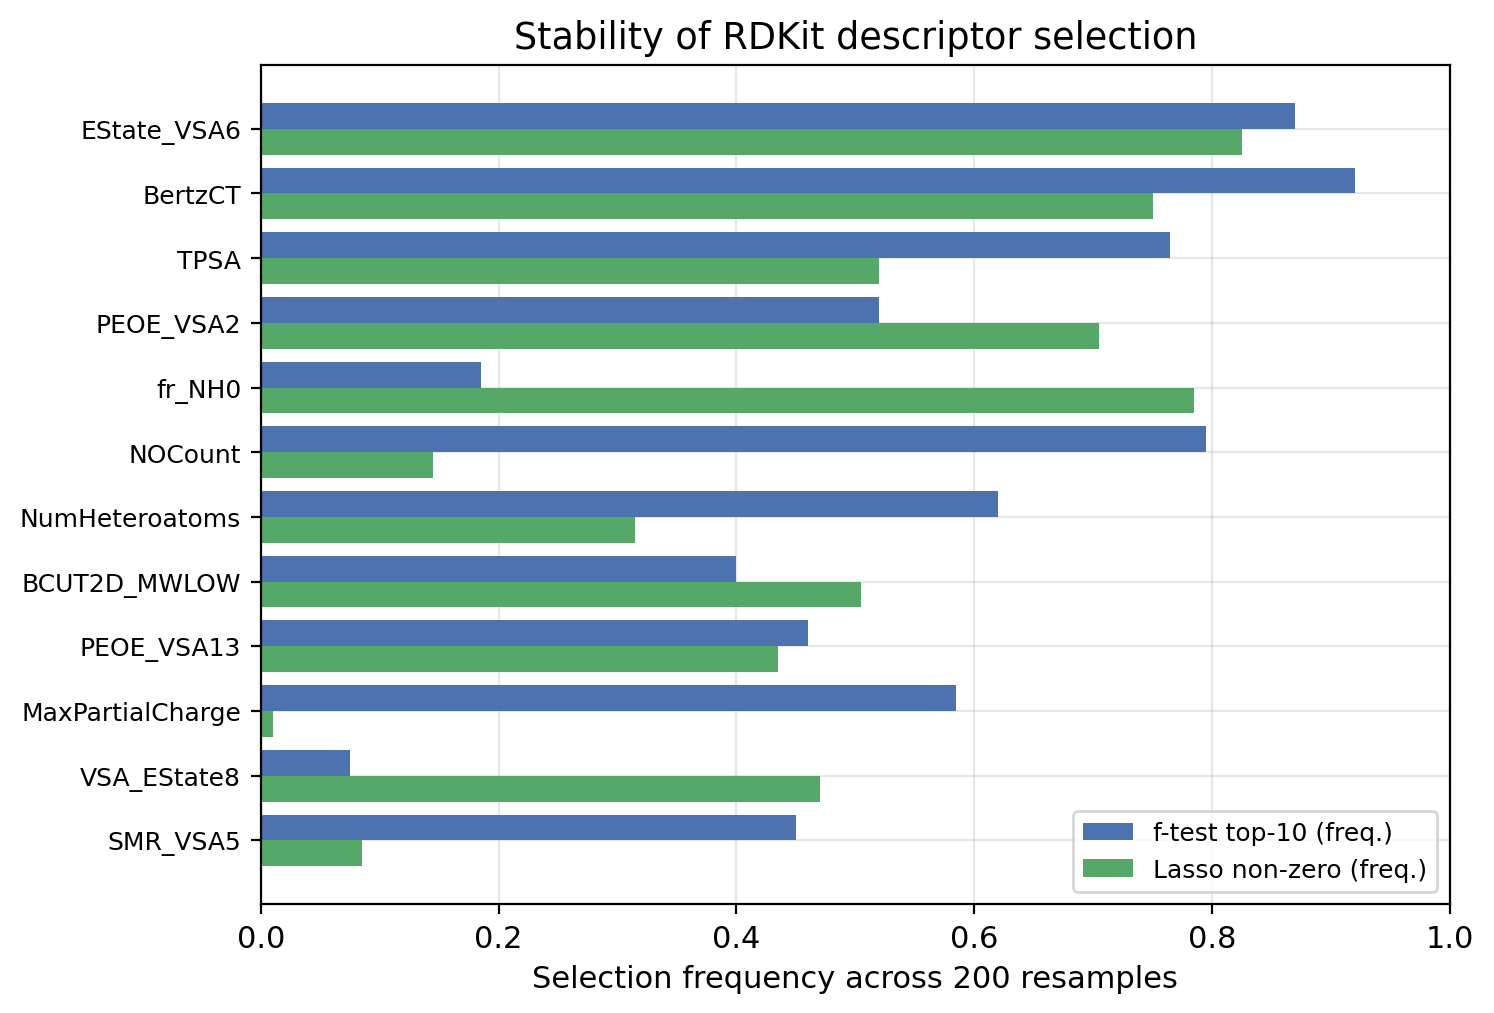 Stability of RDKit descriptor selection
EState_VSA6
BertzCT
TPSA
PEOE_VSA2
fr_NH0
NOCount
NumHeteroatoms
BCUT2D_MWLOW
PEOE_VSA13
MaxPartialCharge
VSA_EState8
SMR_VSA5
f-test top-10 (freq.)
Lasso non-zero (freq.)
0.0 0.2 0.4 0.6 0.8 1.0
Selection frequency across 200 resamples